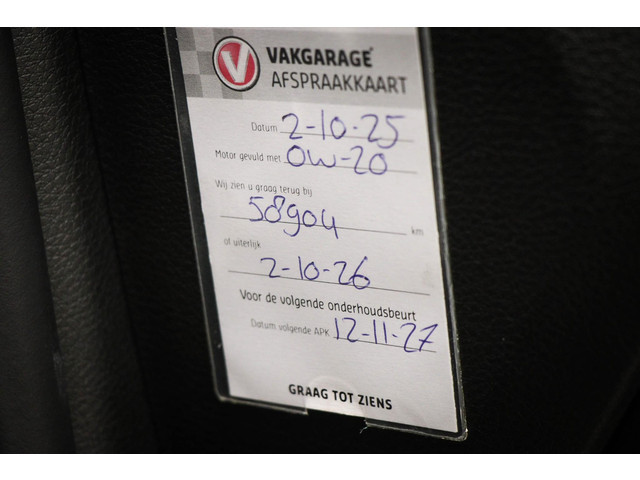 V VAKGARAGE
AFSPRAAKKAART
Datum 2-10-25
Motor gevuld met 0W-20
Wij zien u graag terug bij
58904 km
of uiterlijk
2-10-26
Voor de volgende onderhoudsbeurt
Datum volgende APK 12-11-27
GRAAG TOT ZIENS